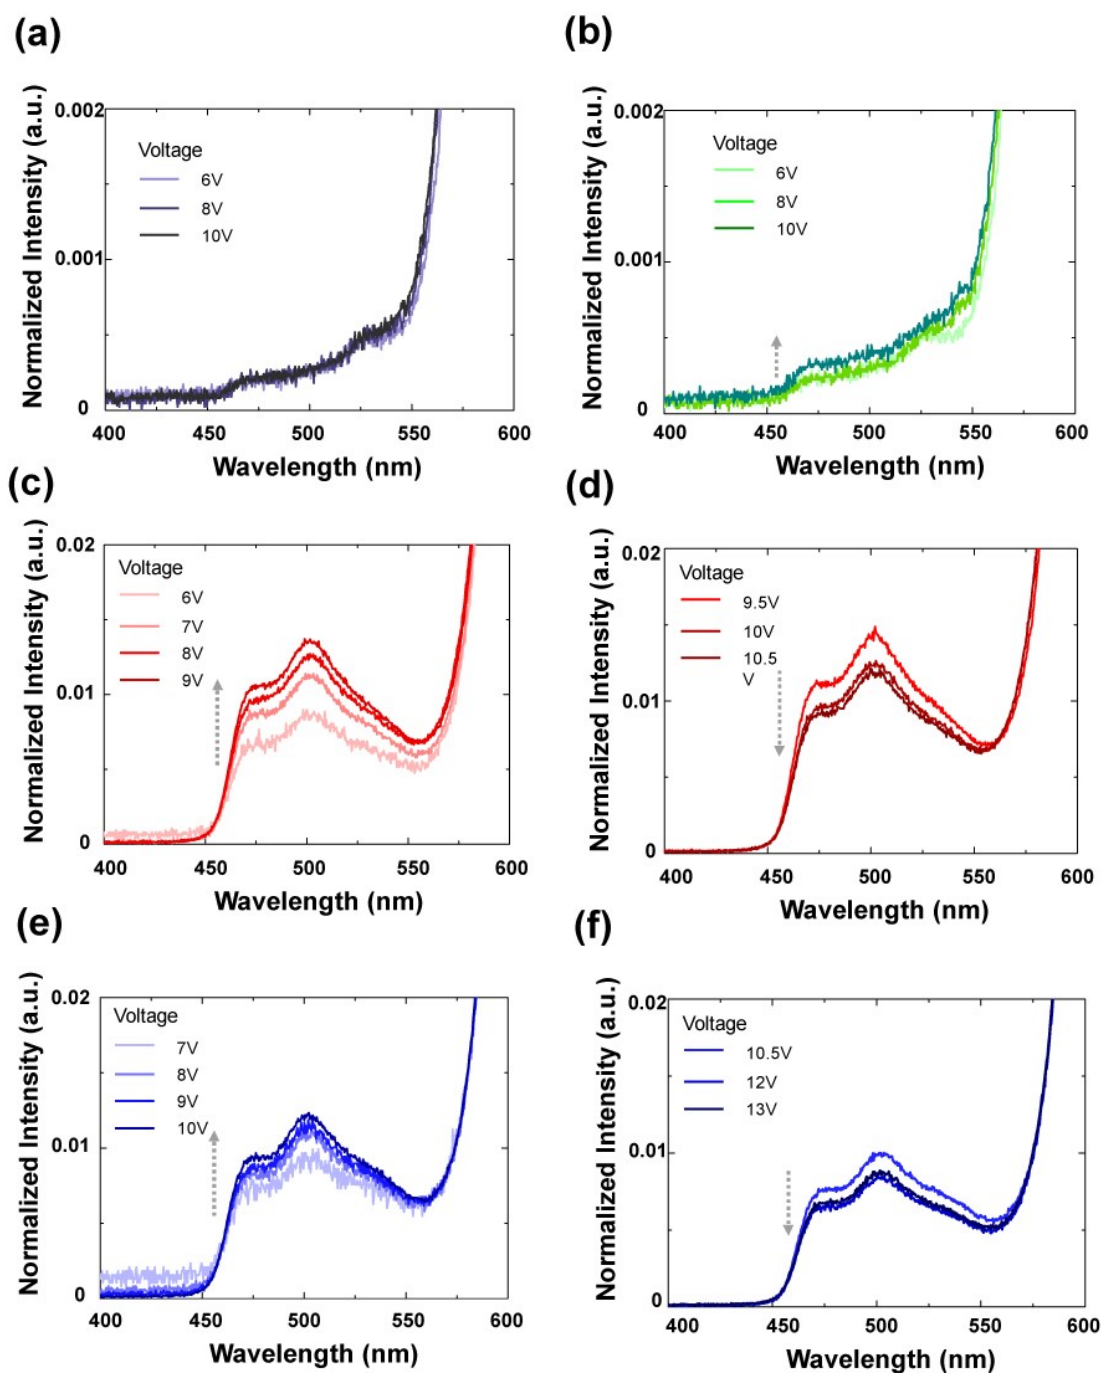 (a)
Normalized Intensity (a.u.)
0.002
0.001
0
Voltage
6V
8V
10V
400 450 500 550 600
Wavelength (nm)
(b)
Normalized Intensity (a.u.)
0.002
0.001
0
Voltage
6V
8V
10V
400 450 500 550 600
Wavelength (nm)
(c)
Normalized Intensity (a.u.)
0.02
0.01
0
Voltage
6V
7V
8V
9V
400 450 500 550 600
Wavelength (nm)
(d)
Normalized Intensity (a.u.)
0.02
0.01
0
Voltage
9.5V
10V
10.5
V
400 450 500 550 600
Wavelength (nm)
(e)
Normalized Intensity (a.u.)
0.02
0.01
0
Voltage
7V
8V
9V
10V
400 450 500 550 600
Wavelength (nm)
(f)
Normalized Intensity (a.u.)
0.02
0.01
0
Voltage
10.5V
12V
13V
400 450 500 550 600
Wavelength (nm)